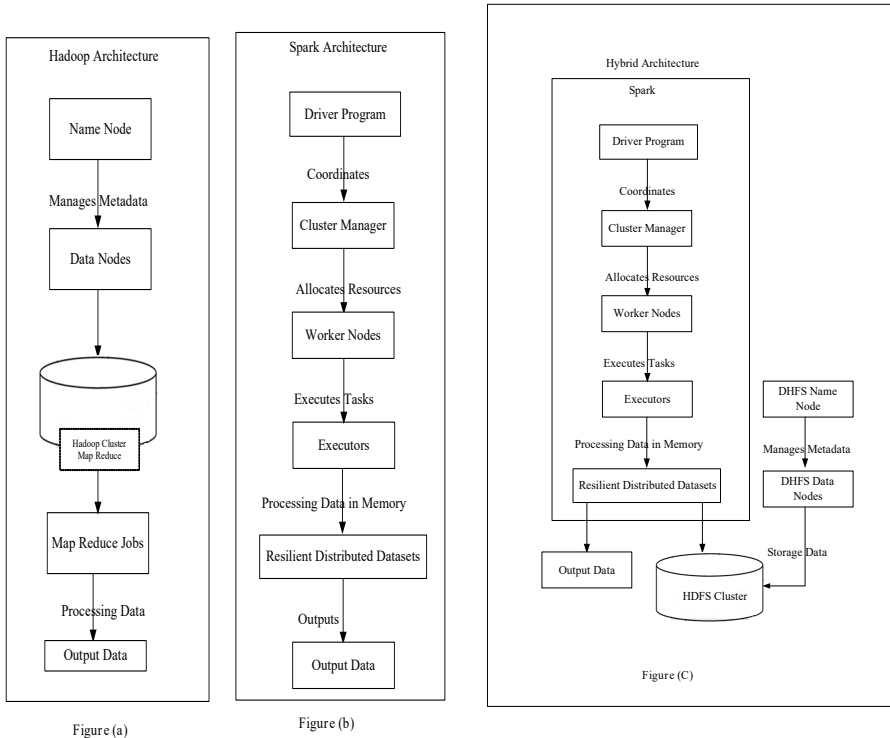 Hadoop Architecture
Name Node
Manages Metadata
Data Nodes
Hadoop Cluster
Map Reduce
Map Reduce Jobs
Processing Data
Output Data
Figure (a)
Spark Architecture
Driver Program
Coordinates
Cluster Manager
Allocates Resources
Worker Nodes
Executes Tasks
Executors
Processing Data in Memory
Resilient Distributed Datasets
Outputs
Output Data
Figure (b)
Hybrid Architecture
Spark
Driver Program
Coordinates
Cluster Manager
Allocates Resources
Worker Nodes
Executes Tasks
Executors
Processing Data in Memory
Resilient Distributed Datasets
Output Data
DHFS Name
Node
Manages Metadata
DHFS Data
Nodes
Storage Data
HDFS Cluster
Figure (C)